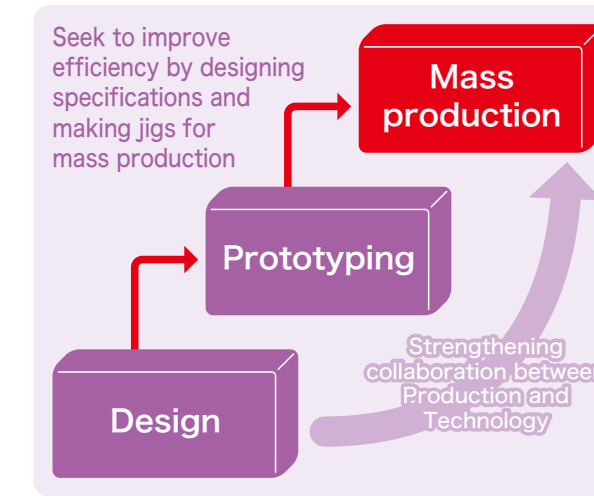 Seek to improve
efficiency by designing
specifications and
making jigs for
mass production
Mass
production
Prototyping
Design
Strengthening
collaboration between
Production and
Technology